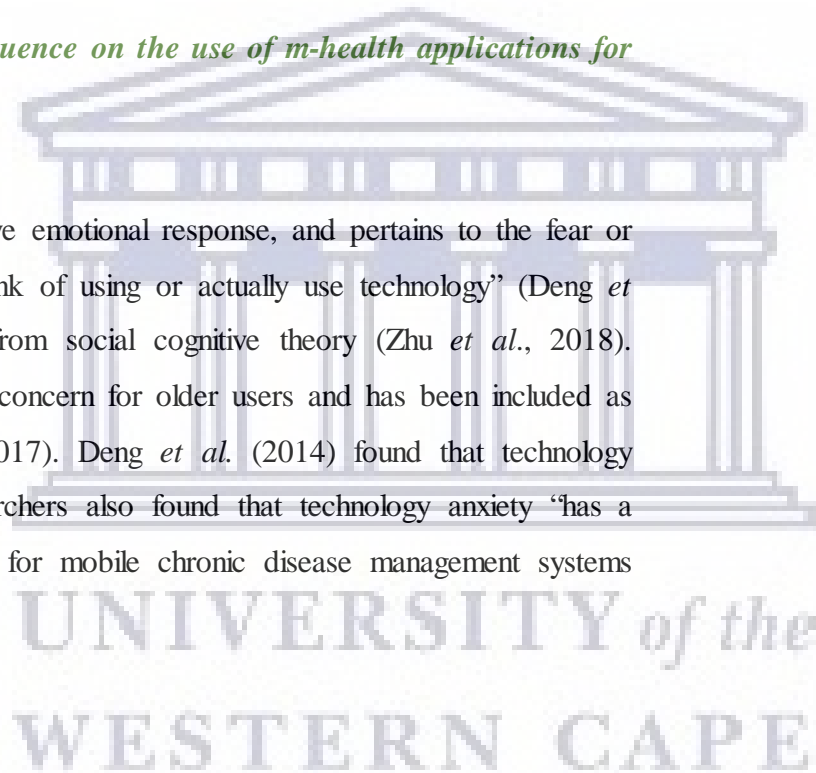 uence on the use of m-health applications for
ve emotional response, and pertains to the fear or
nk of using or actually use technology” (Deng et
rom social cognitive theory (Zhu et al., 2018).
concern for older users and has been included as
017). Deng et al. (2014) found that technology
rchers also found that technology anxiety “has a
for mobile chronic disease management systems
UNIVERSITY of the
WESTERN CAPE